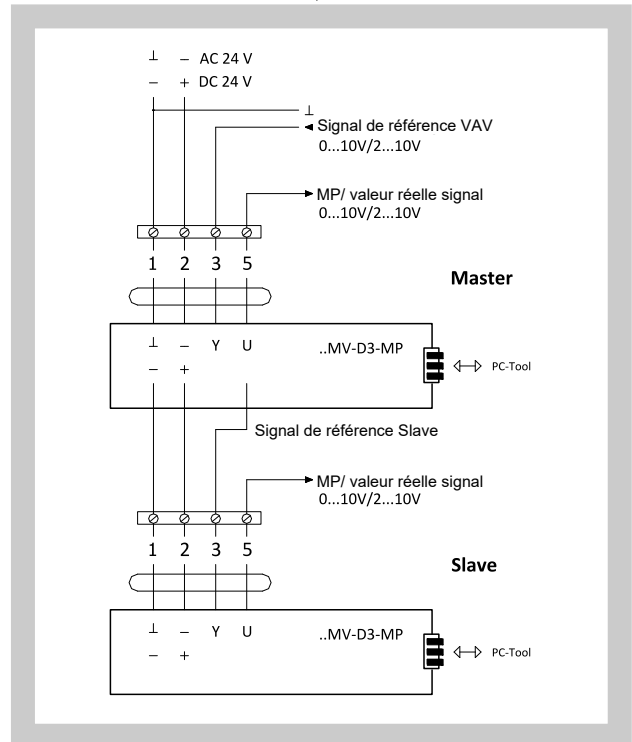 ⊥ – AC 24 V
– + DC 24 V
⊥
Signal de référence VAV
0...10V/2...10V
MP/ valeur réelle signal
0...10V/2...10V
1 2 3 5
Master
⊥ – Y U ..MV-D3-MP
– +
PC-Tool
Signal de référence Slave
MP/ valeur réelle signal
0...10V/2...10V
1 2 3 5
Slave
⊥ – Y U ..MV-D3-MP
– +
PC-Tool